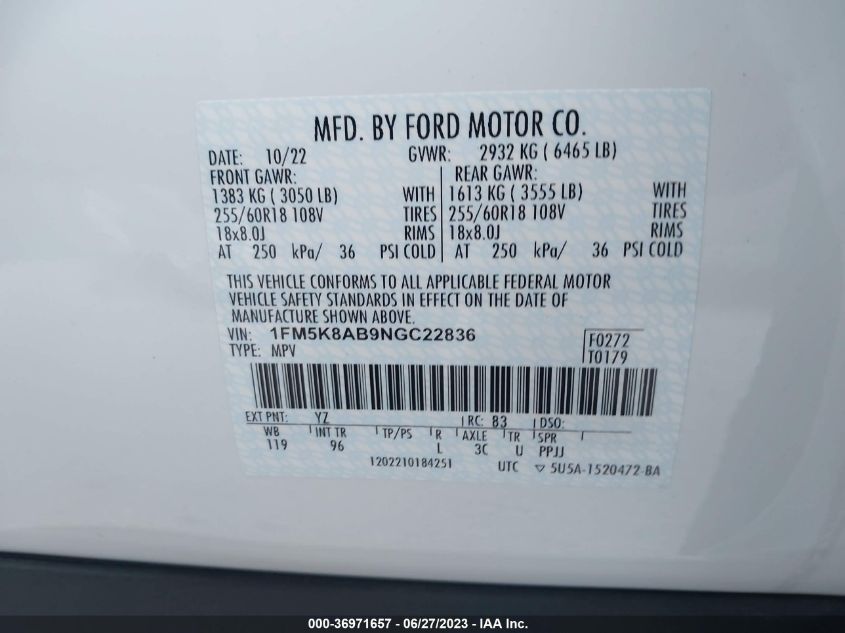 MFD. BY FORD MOTOR CO.
DATE: 10/22 GVWR: 2932 KG ( 6465 LB)
FRONT GAWR: REAR GAWR:
1383 KG ( 3050 LB) WITH 1613 KG ( 3555 LB) WITH
255/60R18 108V TIRES 255/60R18 108V TIRES
18x8.0J RIMS 18x8.0J RIMS
AT 250 kPa/ 36 PSI COLD AT 250 kPa/ 36 PSI COLD
THIS VEHICLE CONFORMS TO ALL APPLICABLE FEDERAL MOTOR
VEHICLE SAFETY STANDARDS IN EFFECT ON THE DATE OF
MANUFACTURE SHOWN ABOVE.
VIN: 1FM5K8AB9NGC22836 F0272
TYPE: MPV T0179
EXT PNT: YZ RC: 83 DSO:
WB INT TR TP/PS R AXLE TR SPR
119 96 L 3C U PPJJ
1202210184251 UTC ▽ 5U5A-1520472-BA
000-36971657 - 06/27/2023 - IAA Inc.